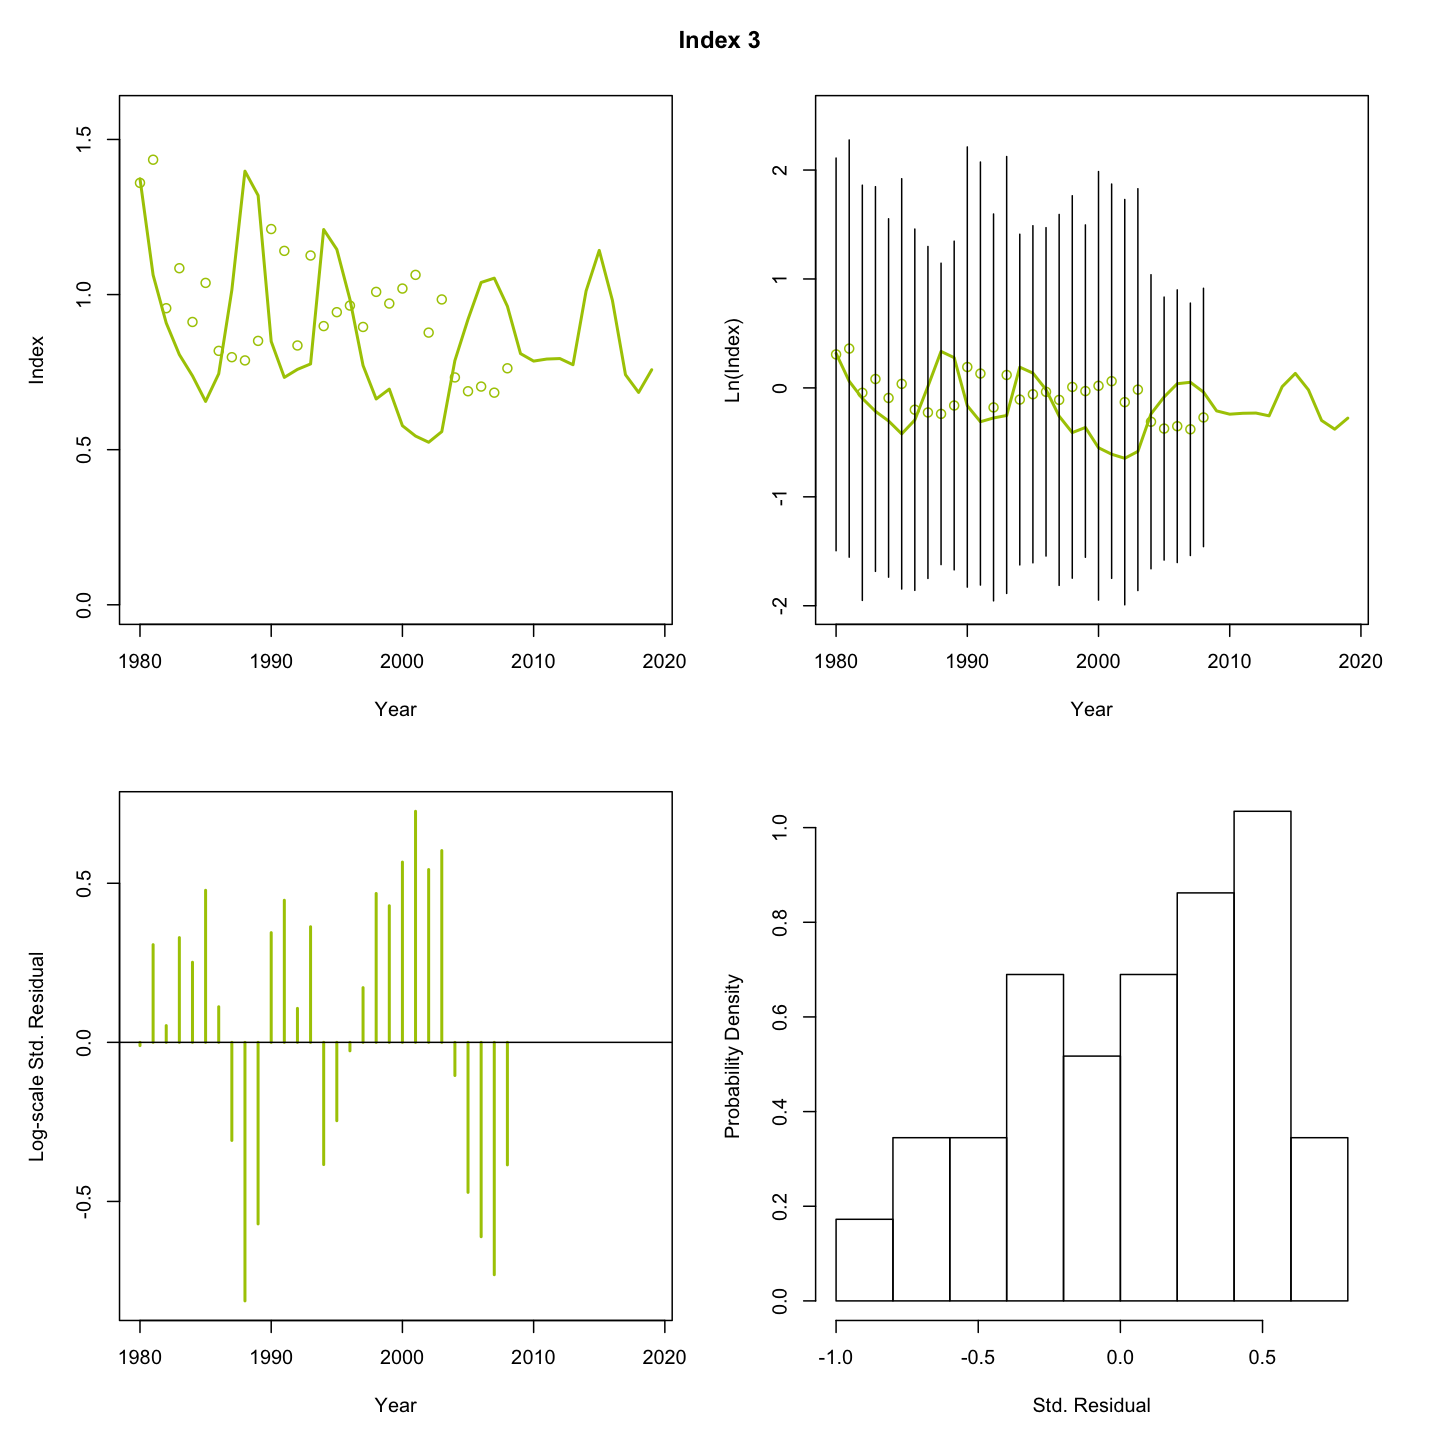 Index 3
Index
0.0 0.5 1.0 1.5
1980 1990 2000 2010 2020
Year
Ln(Index)
-2 -1 0 1 2
1980 1990 2000 2010 2020
Year
Log-scale Std. Residual
-0.5 0.0 0.5
1980 1990 2000 2010 2020
Year
Probability Density
0.0 0.2 0.4 0.6 0.8 1.0
-1.0 -0.5 0.0 0.5
Std. Residual